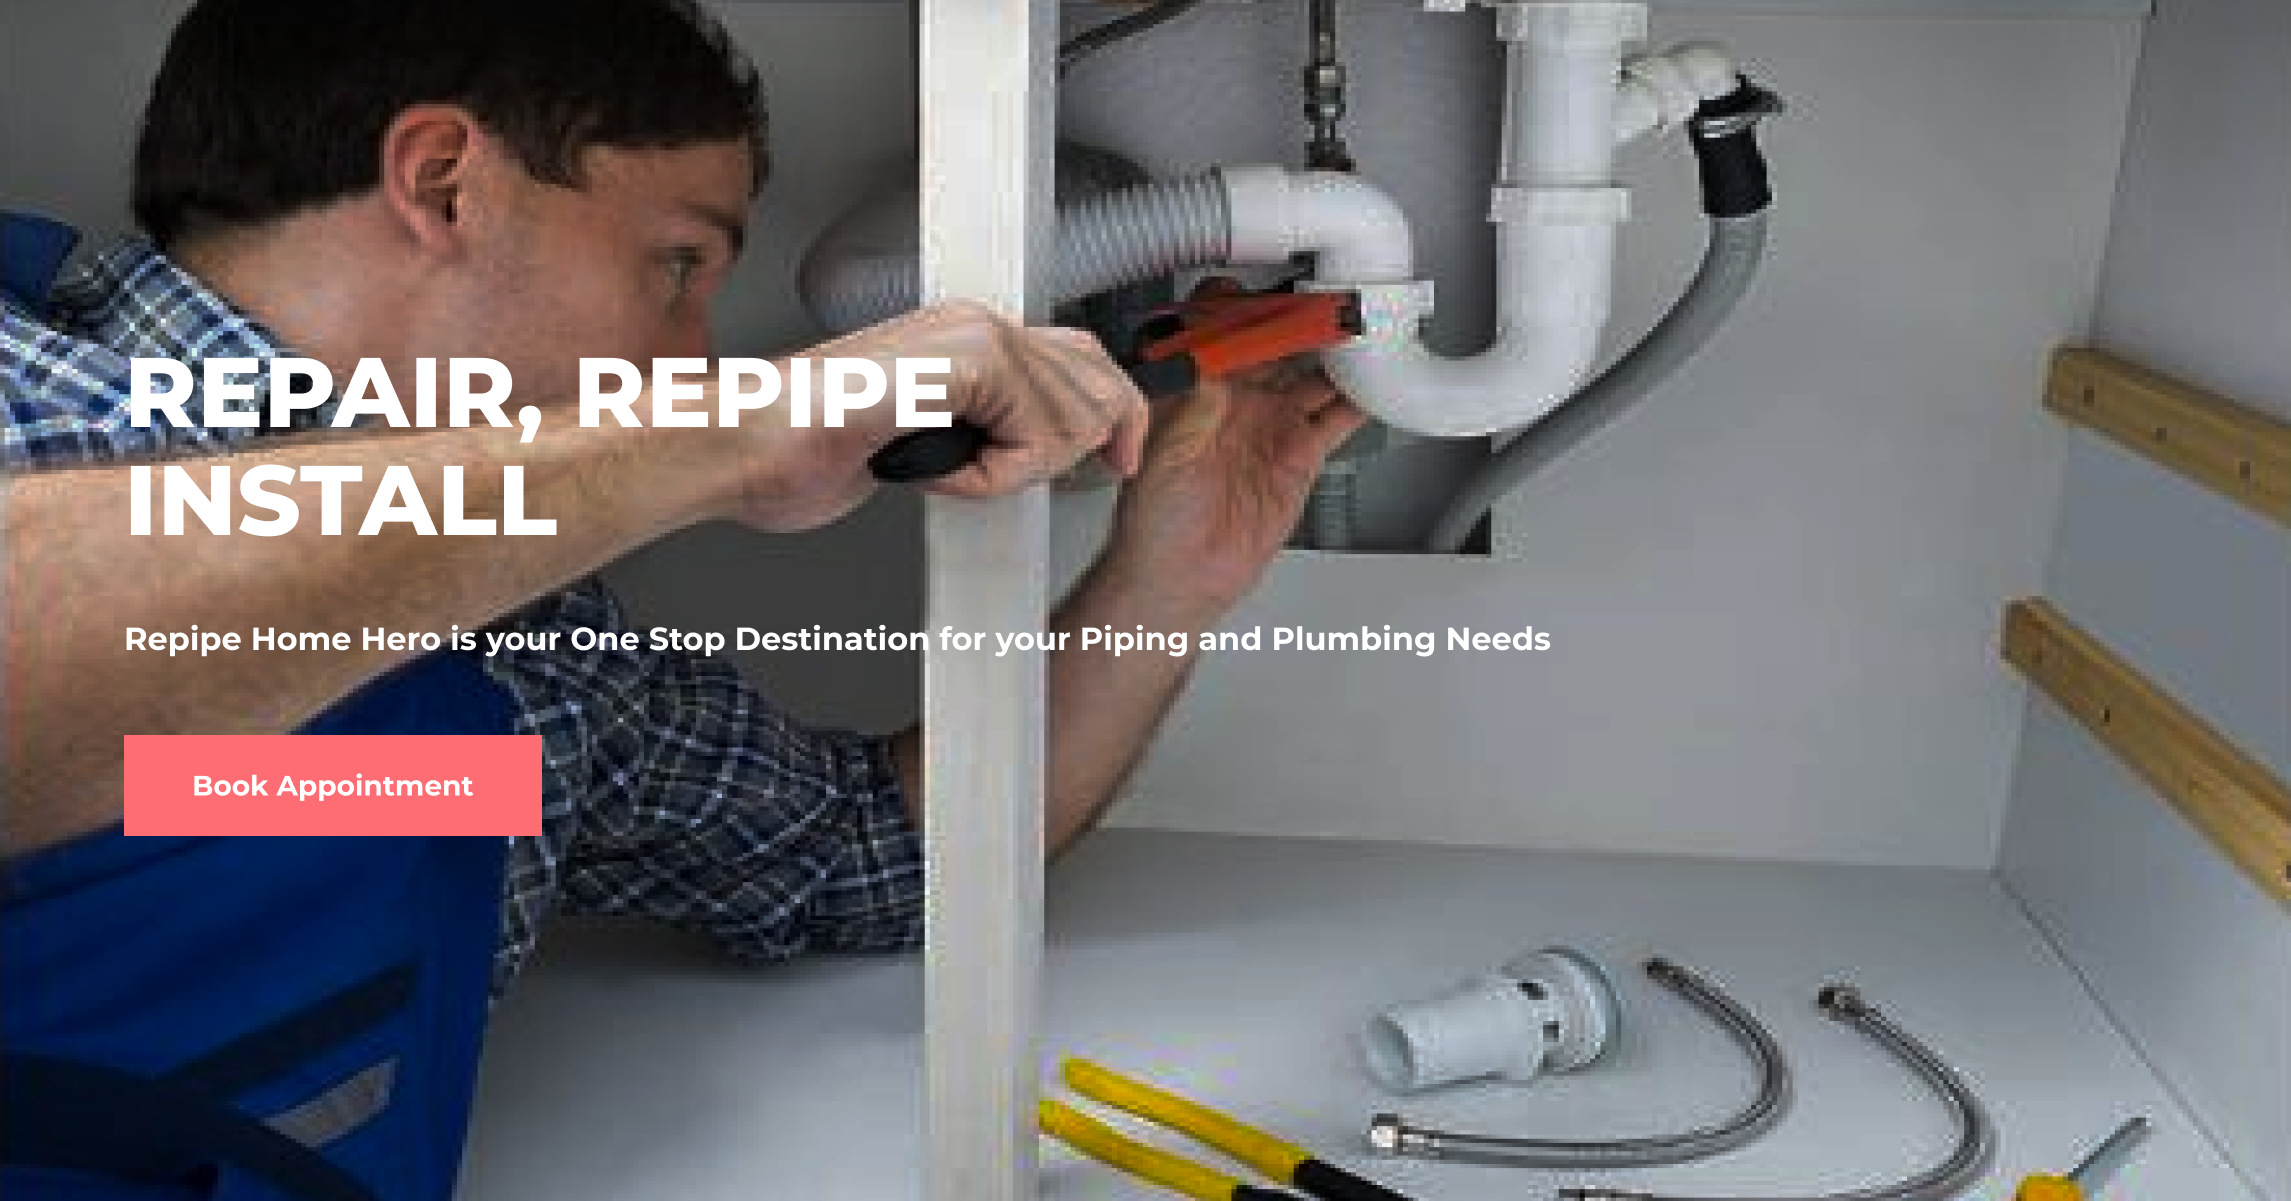 REPAIR, REPIPE
INSTALL
Repipe Home Hero is your One Stop Destination for your Piping and Plumbing Needs
Book Appointment